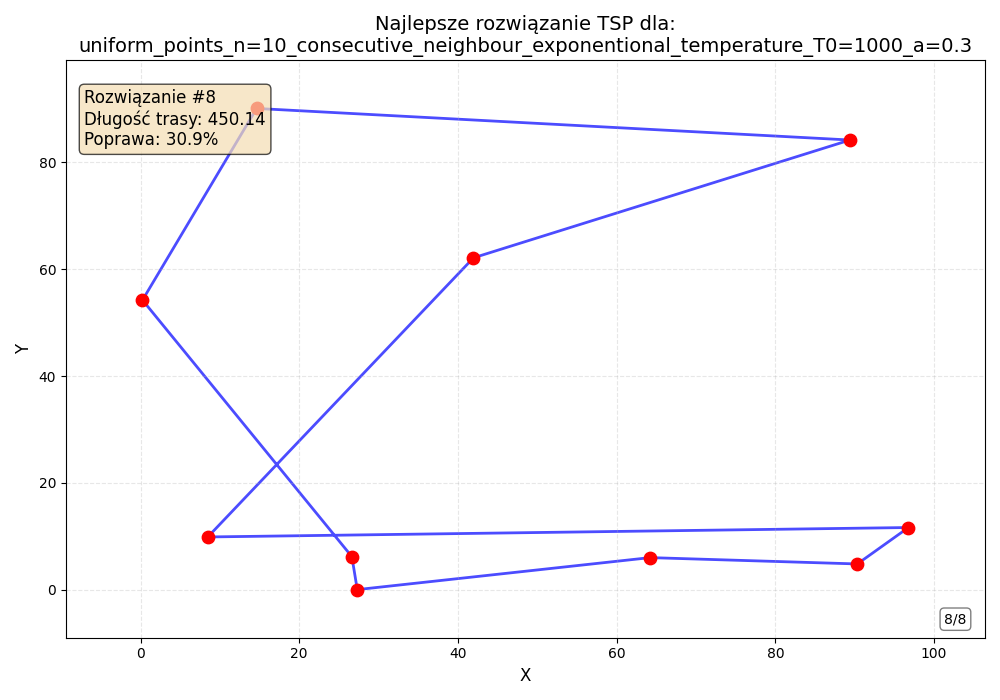 Najlepsze rozwiązanie TSP dla:
uniform_points_n=10_consecutive_neighbour_exponentional_temperature_T0=1000_a=0.3
Rozwiązanie #8
Długość trasy: 450.14
Poprawa: 30.9%
80
60
40
20
0
Y
8/8
0 20 40 60 80 100
X